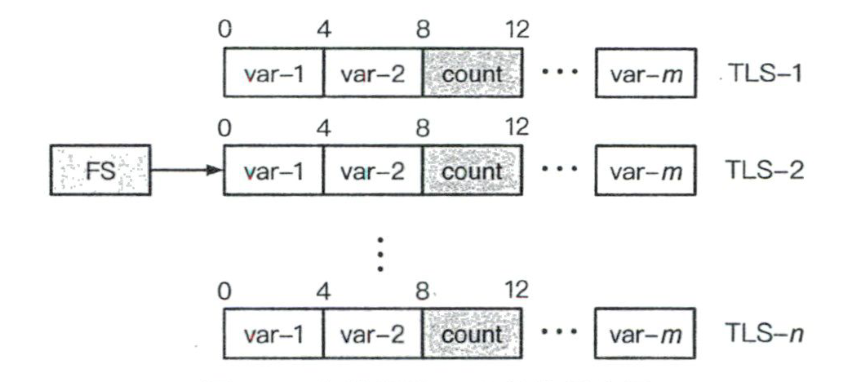 0 4 8 12
var–1 var–2 count ··· var–m TLS–1
0 4 8 12
FS var–1 var–2 count ··· var–m TLS–2
⋮
0 4 8 12
var–1 var–2 count ··· var–m TLS–n